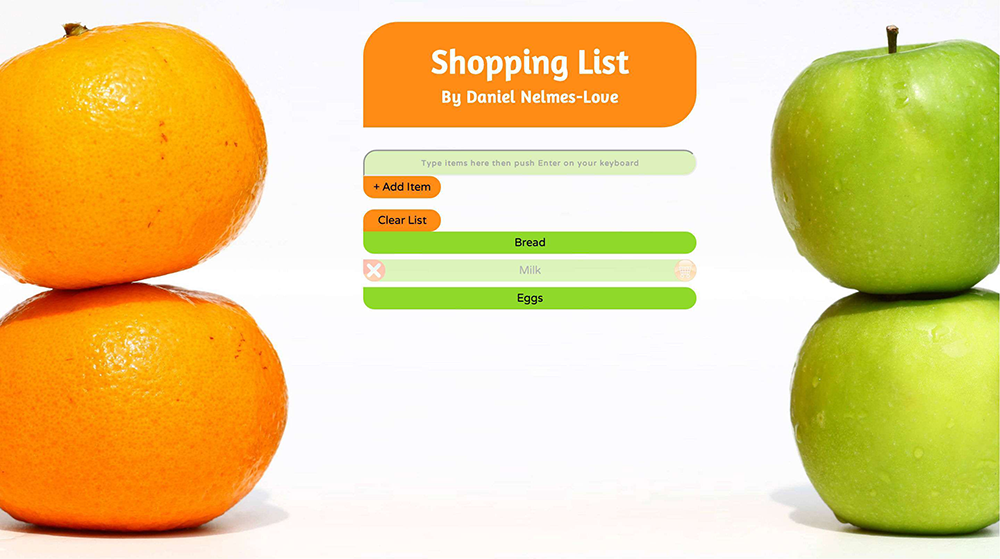 Shopping List
By Daniel Nelmes-Love
Type items here then push Enter on your keyboard
+ Add Item
Clear List
Bread
Milk
Eggs